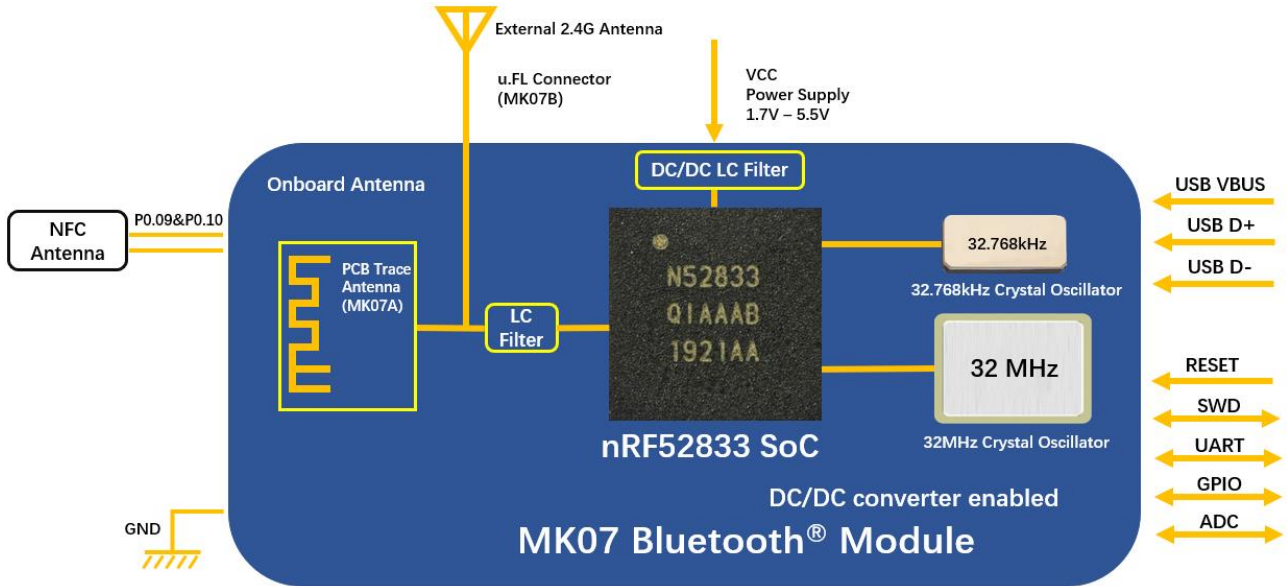 External 2.4G Antenna
u.FL Connector
(MK07B)
VCC
Power Supply
1.7V – 5.5V
DC/DC LC Filter
Onboard Antenna
NFC
Antenna
P0.09&P0.10
PCB Trace
Antenna
(MK07A)
LC
Filter
N52833
QIAAAB
1921AA
nRF52833 SoC
32.768kHz
32.768kHz Crystal Oscillator
32 MHz
32MHz Crystal Oscillator
USB VBUS
USB D+
USB D-
RESET
SWD
UART
GPIO
ADC
GND
DC/DC converter enabled
MK07 Bluetooth® Module